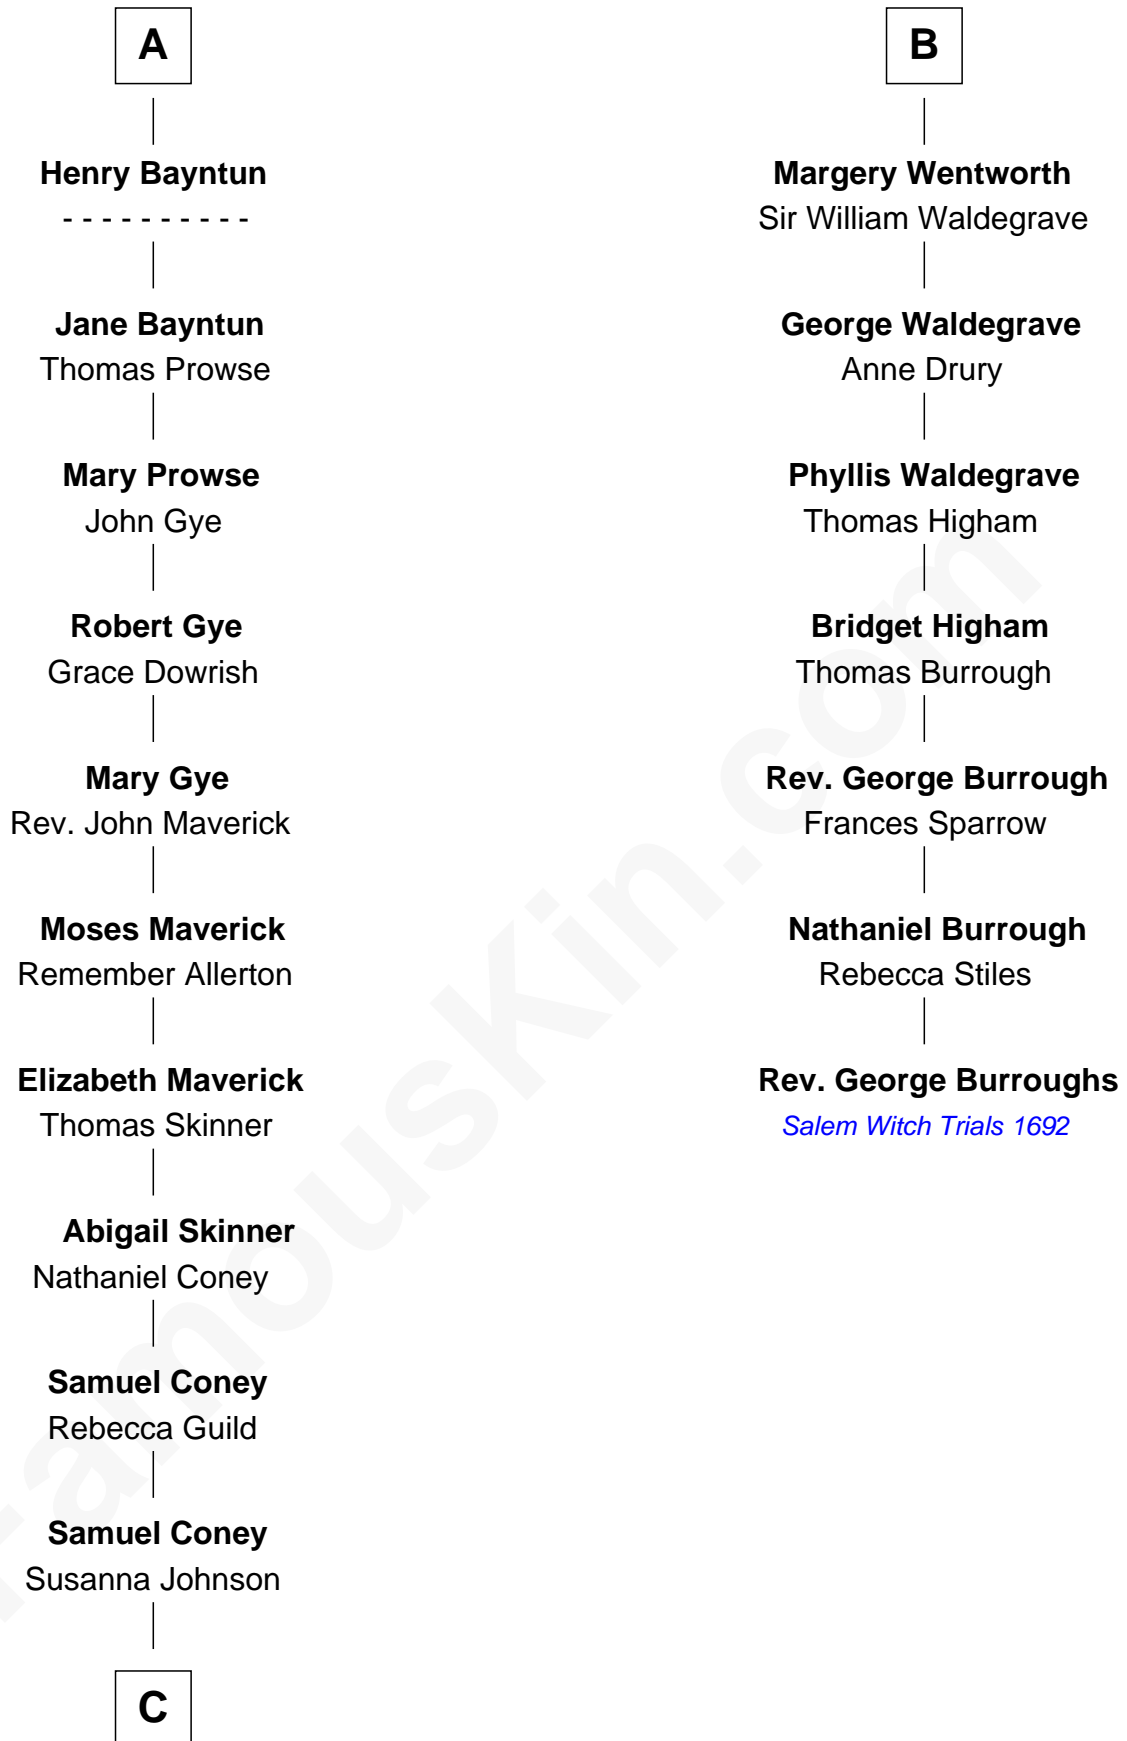 A
Henry Bayntun
- - - - - - - - - -
Jane Bayntun
Thomas Prowse
Mary Prowse
John Gye
Robert Gye
Grace Dowrish
Mary Gye
Rev. John Maverick
Moses Maverick
Remember Allerton
Elizabeth Maverick
Thomas Skinner
Abigail Skinner
Nathaniel Coney
Samuel Coney
Rebecca Guild
Samuel Coney
Susanna Johnson
C
B
Margery Wentworth
Sir William Waldegrave
George Waldegrave
Anne Drury
Phyllis Waldegrave
Thomas Higham
Bridget Higham
Thomas Burrough
Rev. George Burrough
Frances Sparrow
Nathaniel Burrough
Rebecca Stiles
Rev. George Burroughs
Salem Witch Trials 1692
FamousKin.com